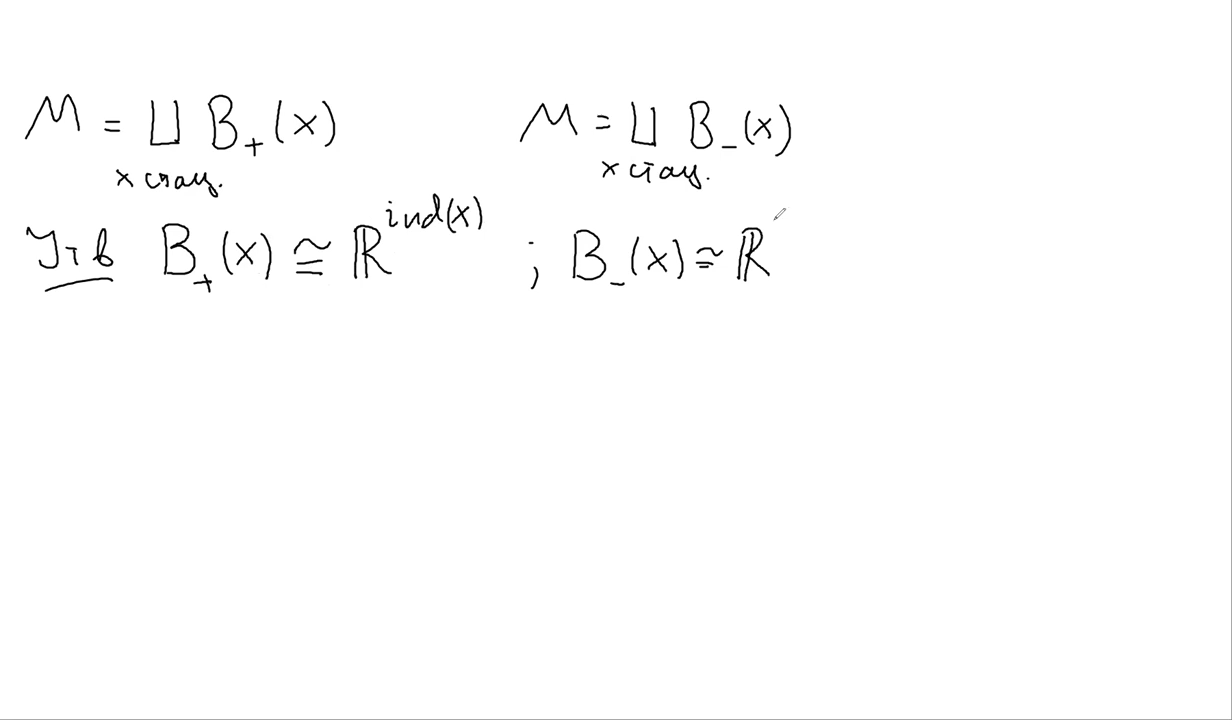 M = ⊔ B₊(x) M = ⊔ B₋(x)
x стац. x стац.
Утв B₊(x) ≅ ℝ^{ind(x)} ; B₋(x) ≅ ℝ